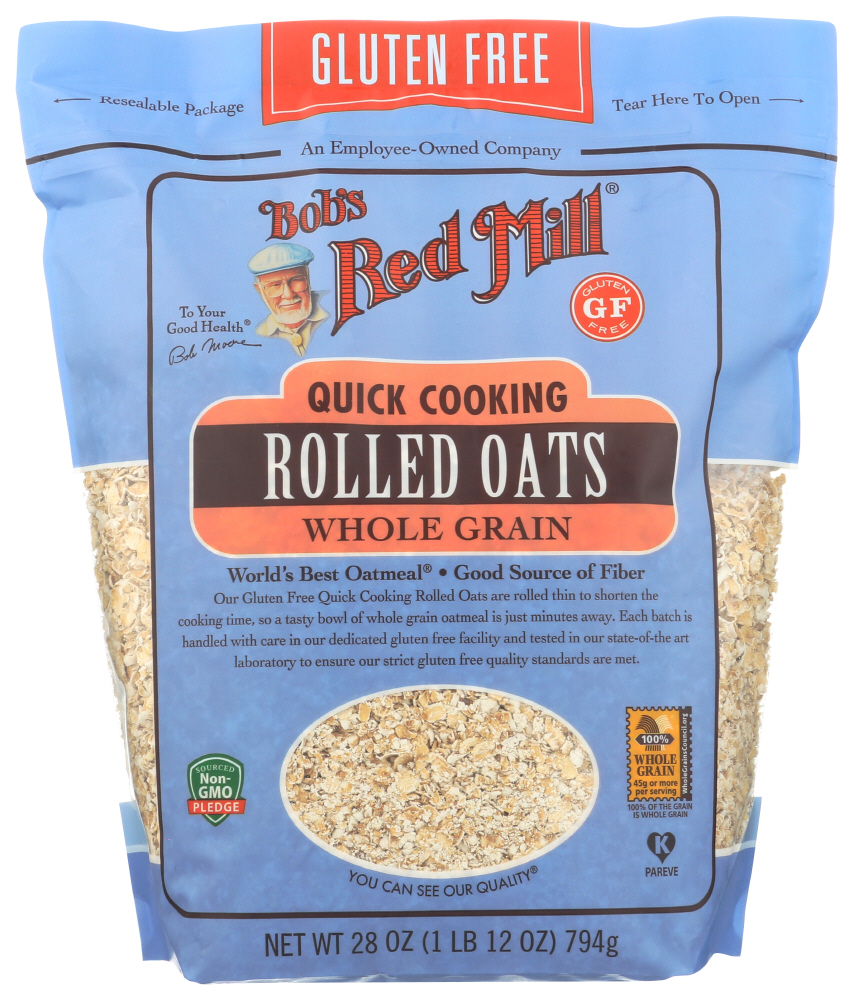 GLUTEN FREE
← Resealable Package
Tear Here To Open →
An Employee-Owned Company
Bob's
Red Mill®
To Your
Good Health®
Bob Moore
GLUTEN
GF
FREE
QUICK COOKING
ROLLED OATS
WHOLE GRAIN
World's Best Oatmeal® • Good Source of Fiber
Our Gluten Free Quick Cooking Rolled Oats are rolled thin to shorten the
cooking time, so a tasty bowl of whole grain oatmeal is just minutes away. Each batch is
handled with care in our dedicated gluten free facility and tested in our state-of-the art
laboratory to ensure our strict gluten free quality standards are met.
SOURCED
Non-
GMO
PLEDGE
100%
WHOLE
GRAIN
45g or more
per serving
WholeGrainsCouncil.org
100% OF THE GRAIN
IS WHOLE GRAIN
K
PAREVE
YOU CAN SEE OUR QUALITY®
NET WT 28 OZ (1 LB 12 OZ) 794g